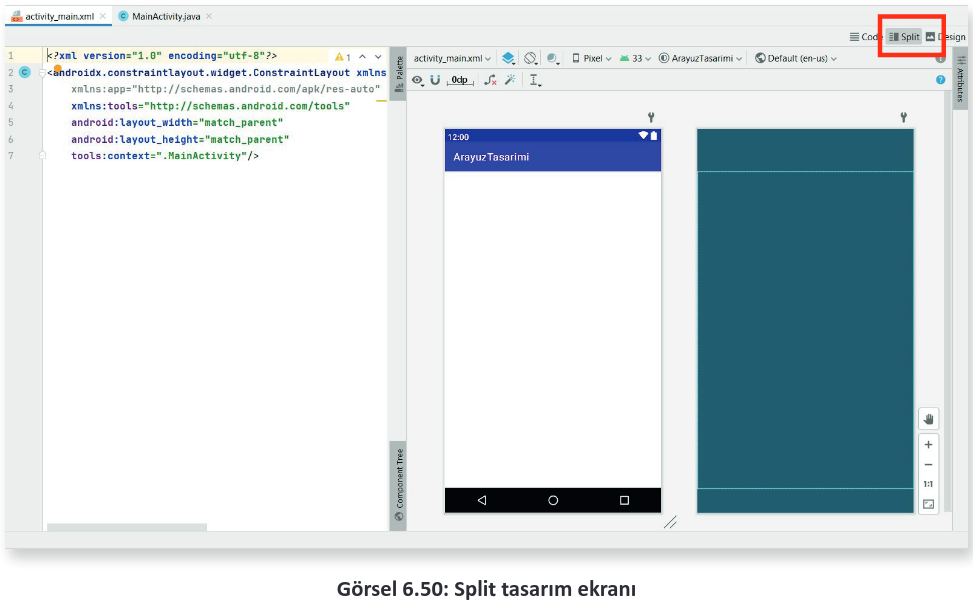 activity_main.xml × MainActivity.java ×
Code Split Design
1 <?xml version="1.0" encoding="utf-8"?> 1
2 <androidx.constraintlayout.widget.ConstraintLayout xmlns
3 xmlns:app="http://schemas.android.com/apk/res-auto"
4 xmlns:tools="http://schemas.android.com/tools"
5 android:layout_width="match_parent"
6 android:layout_height="match_parent"
7 tools:context=".MainActivity"/>
Palette
Component Tree
activity_main.xml Pixel 33 ArayuzTasarimi Default (en-us)
0dp
Attributes
12:00
ArayuzTasarimi
1:1
Görsel 6.50: Split tasarım ekranı